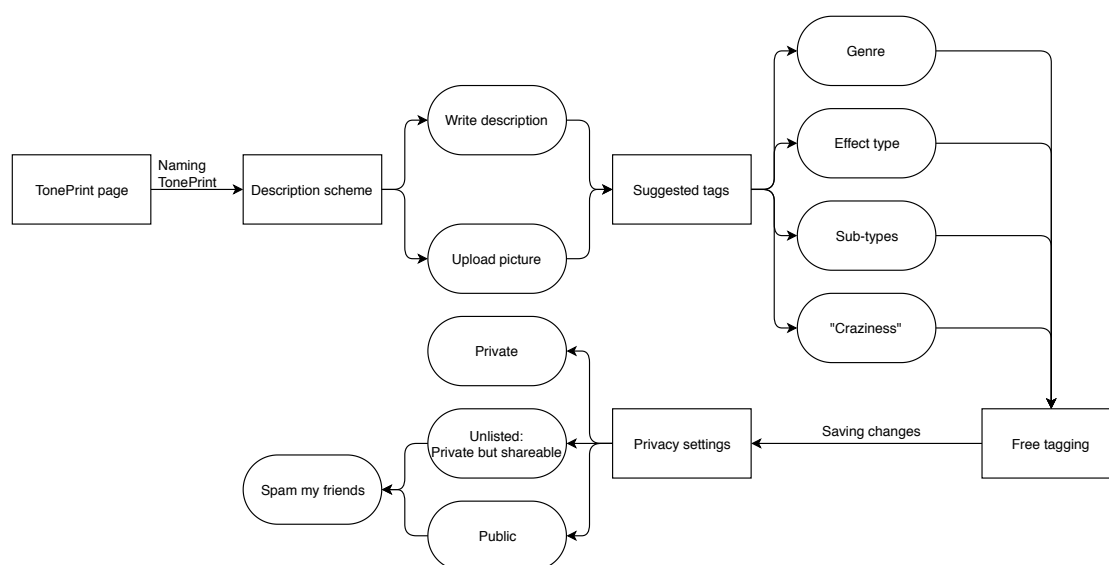 Genre
Write description
Effect type
Naming
TonePrint
TonePrint page
Description scheme
Suggested tags
Sub-types
Upload picture
"Craziness"
Private
Unlisted:
Private but shareable
Privacy settings
Saving changes
Free tagging
Spam my friends
Public